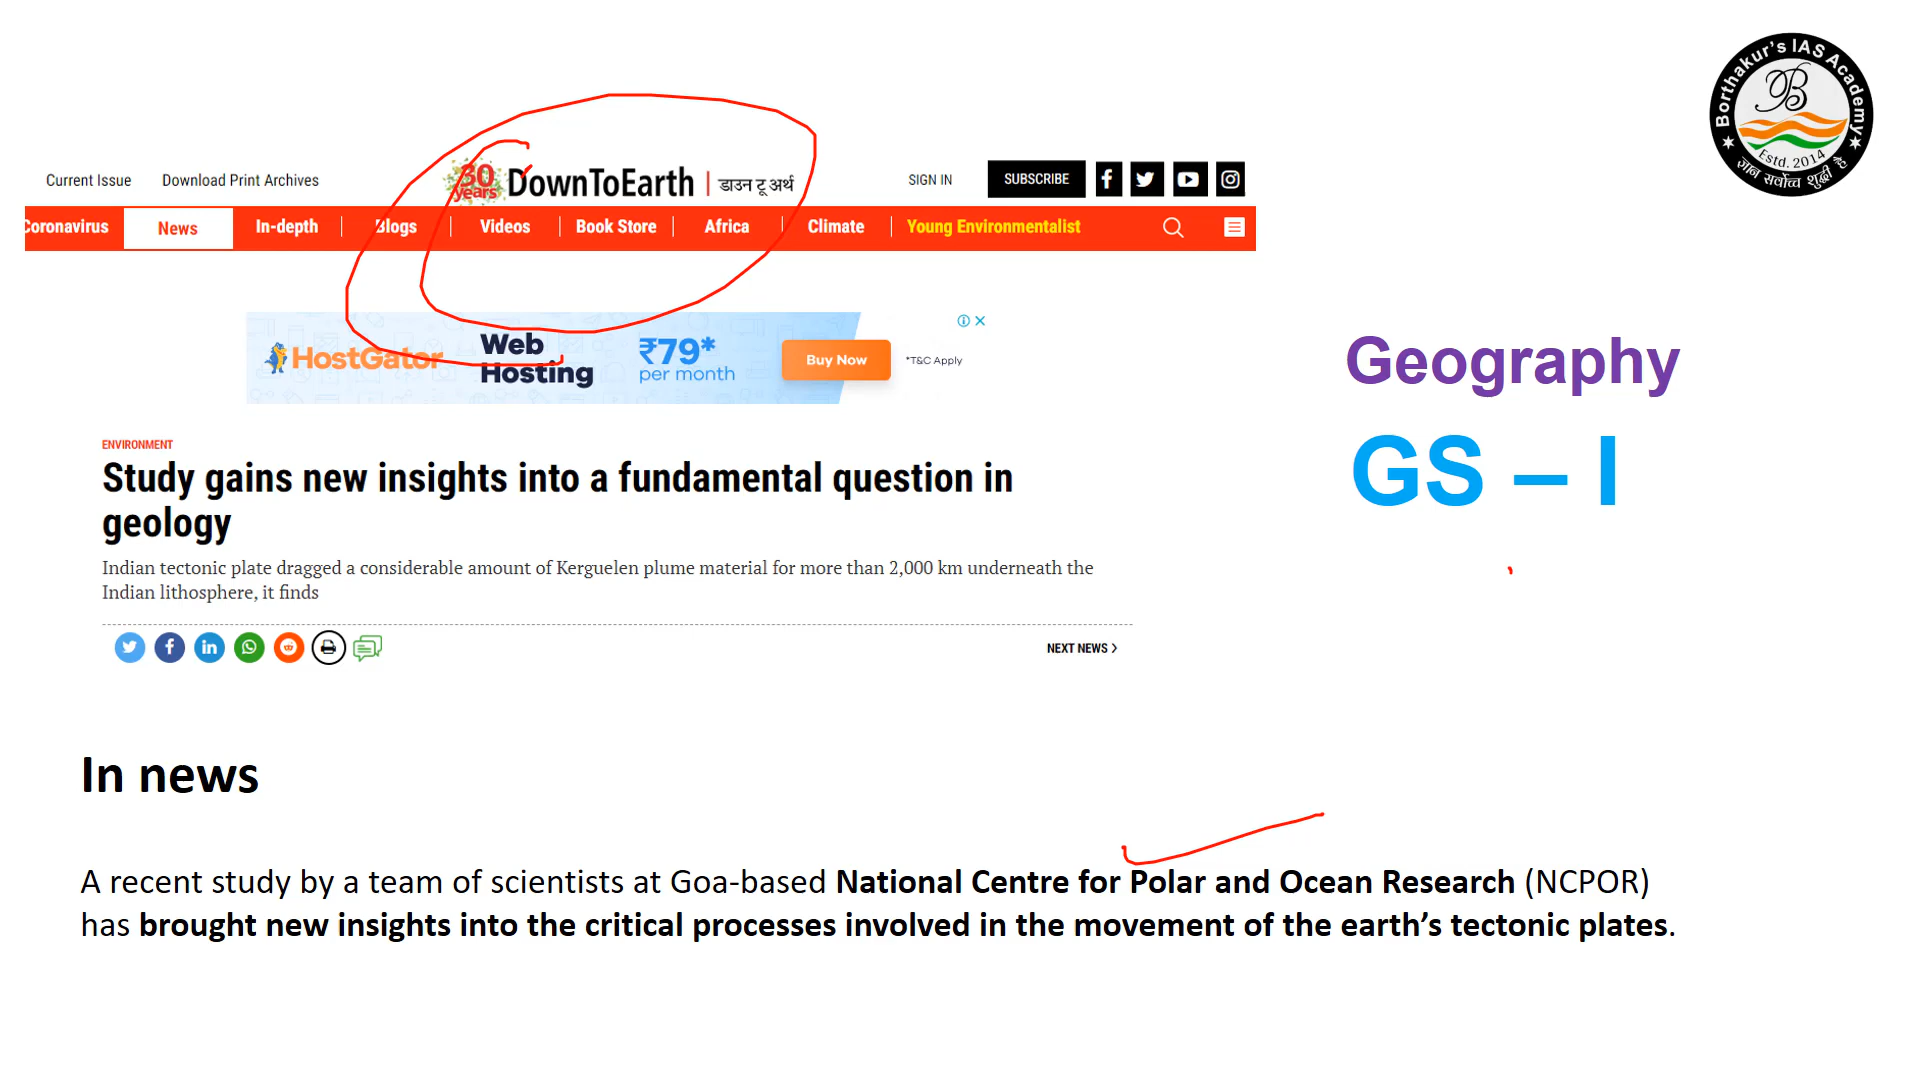 Borthakur's IAS Academy
B
Estd. 2014
ज्ञान सर्वोच्च शुद्धी है
Current Issue Download Print Archives
30 years DownToEarth | डाउन टू अर्थ
SIGN IN SUBSCRIBE
Coronavirus News In-depth Blogs Videos Book Store Africa Climate Young Environmentalist
HostGator Web Hosting ₹79* per month Buy Now *T&C Apply
Geography
GS – I
ENVIRONMENT
Study gains new insights into a fundamental question in
geology
Indian tectonic plate dragged a considerable amount of Kerguelen plume material for more than 2,000 km underneath the
Indian lithosphere, it finds
NEXT NEWS >
In news
A recent study by a team of scientists at Goa-based National Centre for Polar and Ocean Research (NCPOR)
has brought new insights into the critical processes involved in the movement of the earth's tectonic plates.